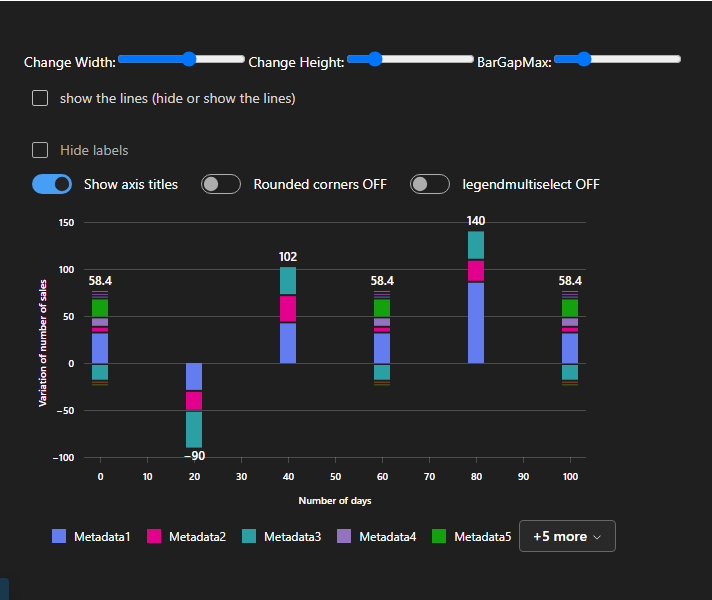 Change Width: Change Height: BarGapMax:
show the lines (hide or show the lines)
Hide labels
Show axis titles Rounded corners OFF legendmultiselect OFF
150
100
50
0
−50
−100
Variation of number of sales
58.4
−90
102
58.4
140
58.4
0 10 20 30 40 50 60 70 80 90 100
Number of days
Metadata1 Metadata2 Metadata3 Metadata4 Metadata5 +5 more